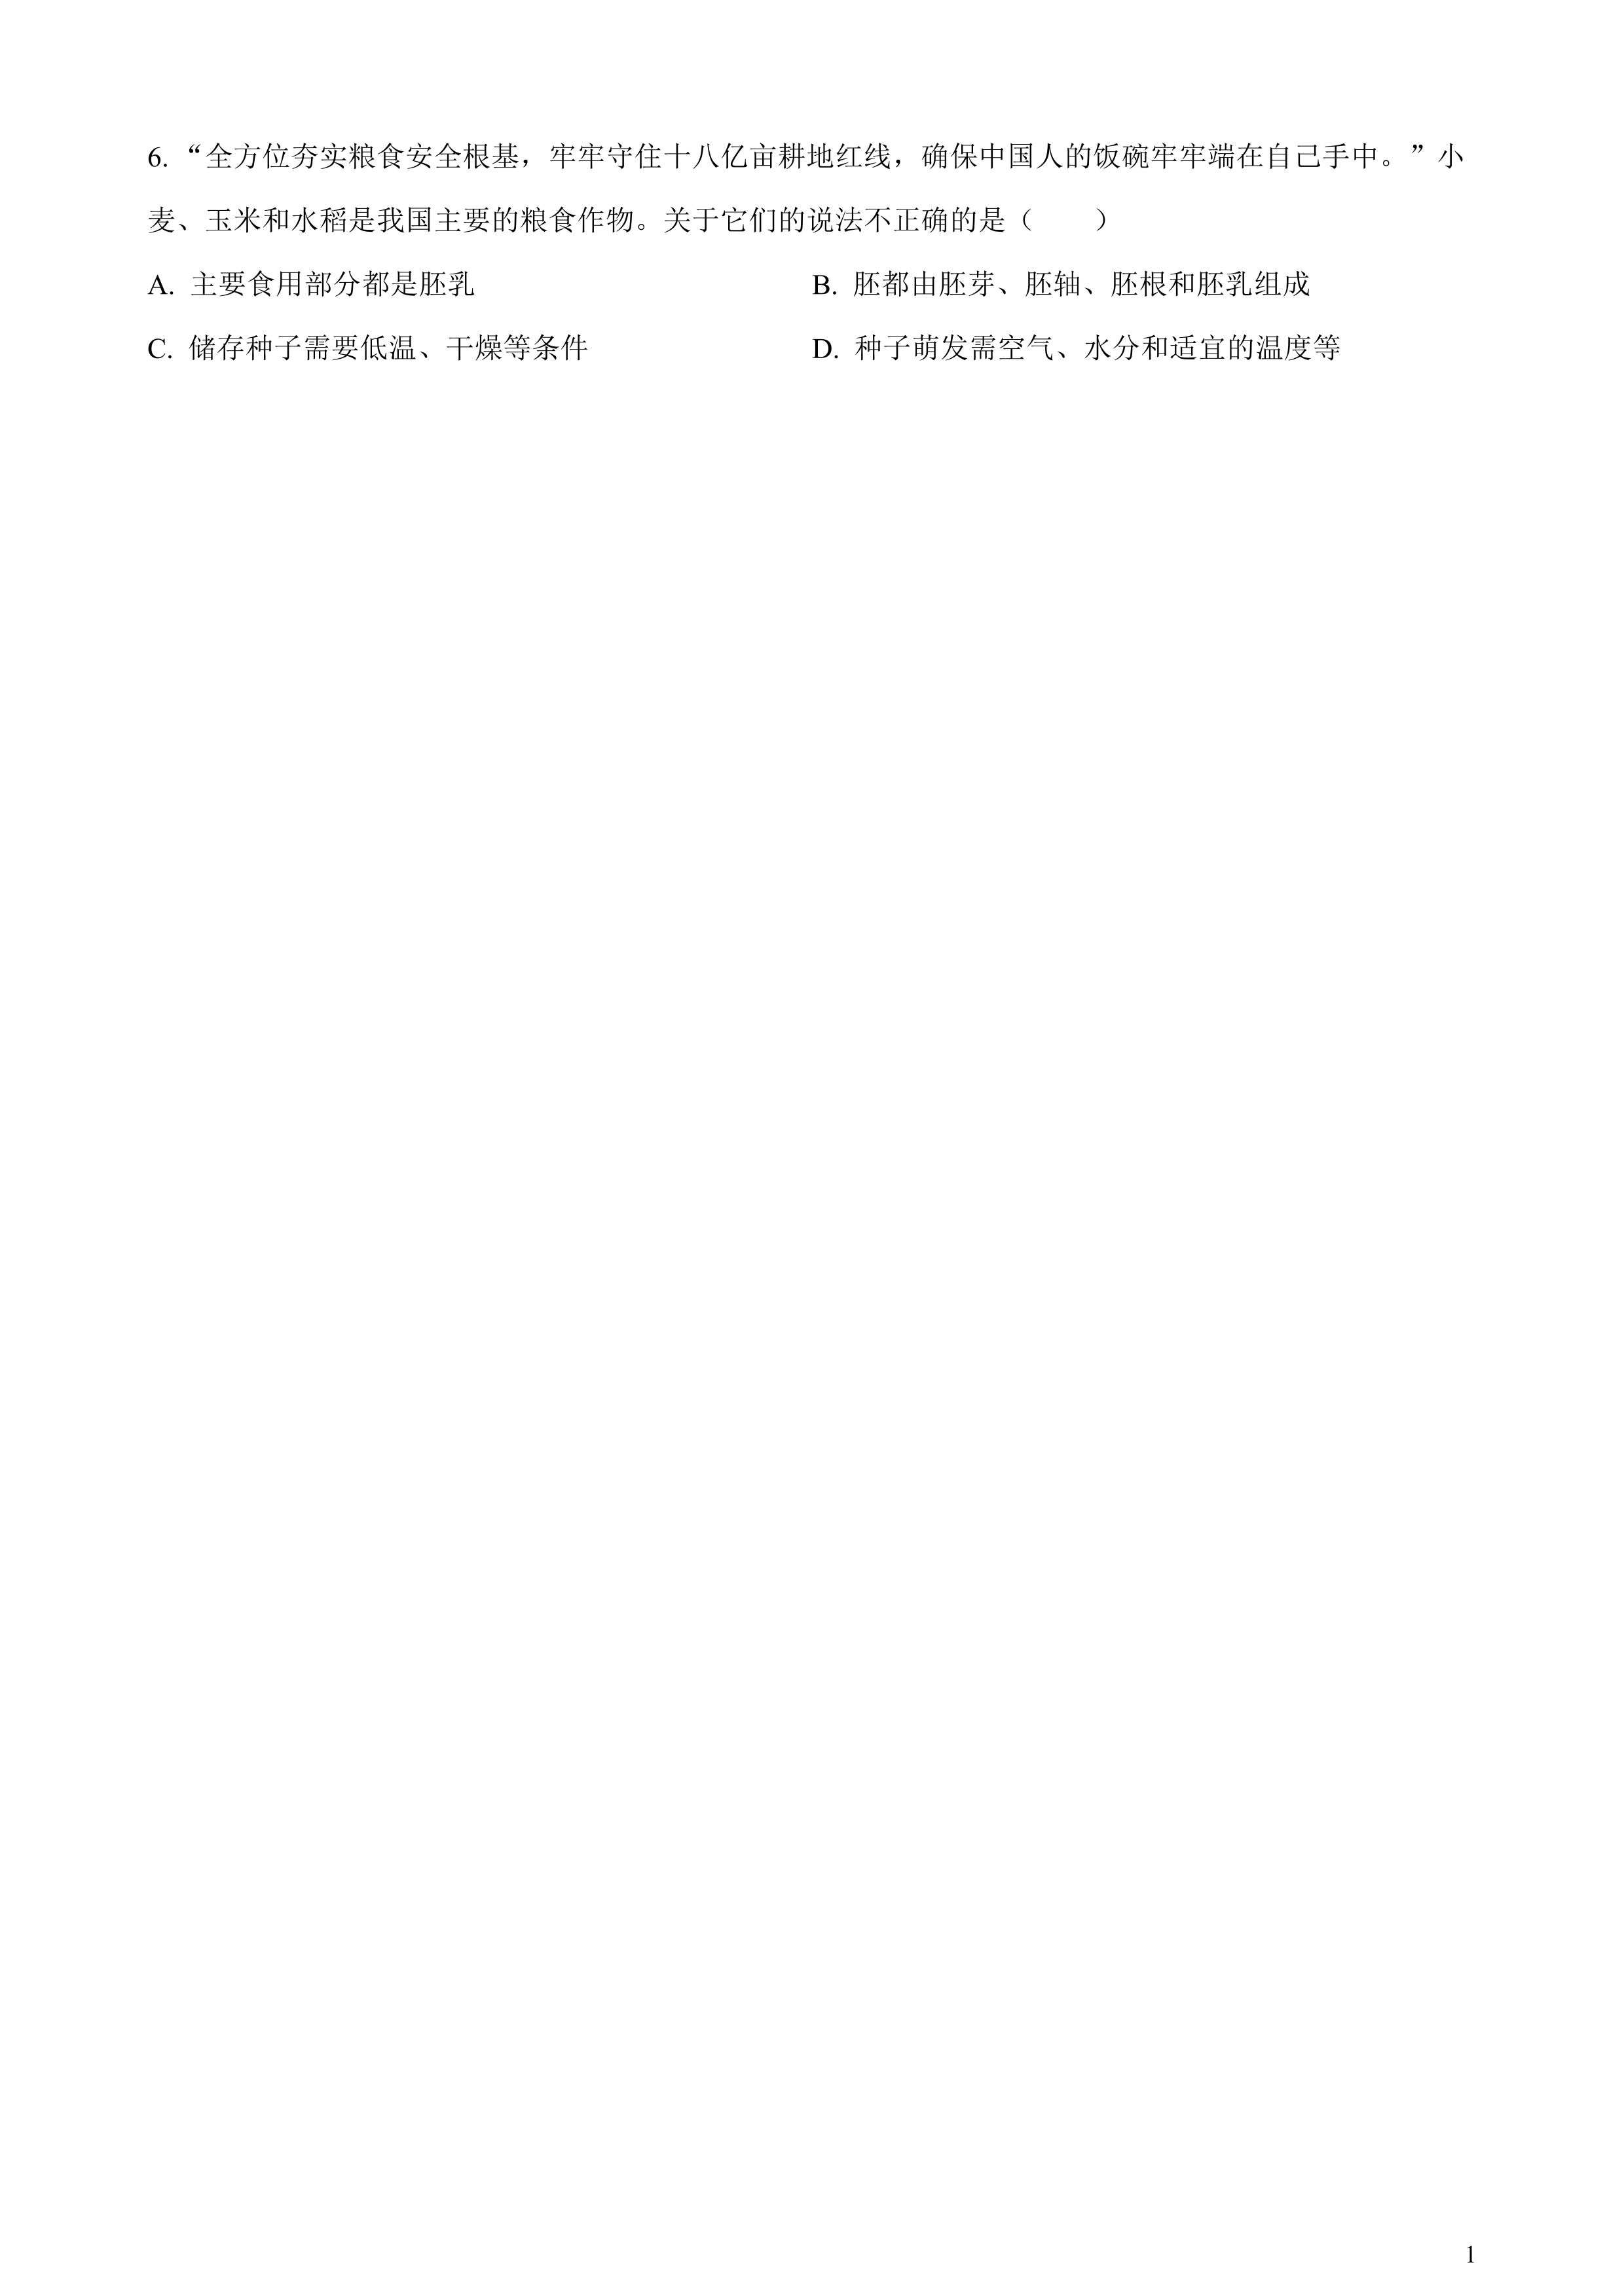 6. “全方位夯实粮食安全根基，牢牢守住十八亿亩耕地红线，确保中国人的饭碗牢牢端在自己手中。”小
麦、玉米和水稻是我国主要的粮食作物。关于它们的说法不正确的是（　　）
A. 主要食用部分都是胚乳 B. 胚都由胚芽、胚轴、胚根和胚乳组成
C. 储存种子需要低温、干燥等条件 D. 种子萌发需空气、水分和适宜的温度等
1